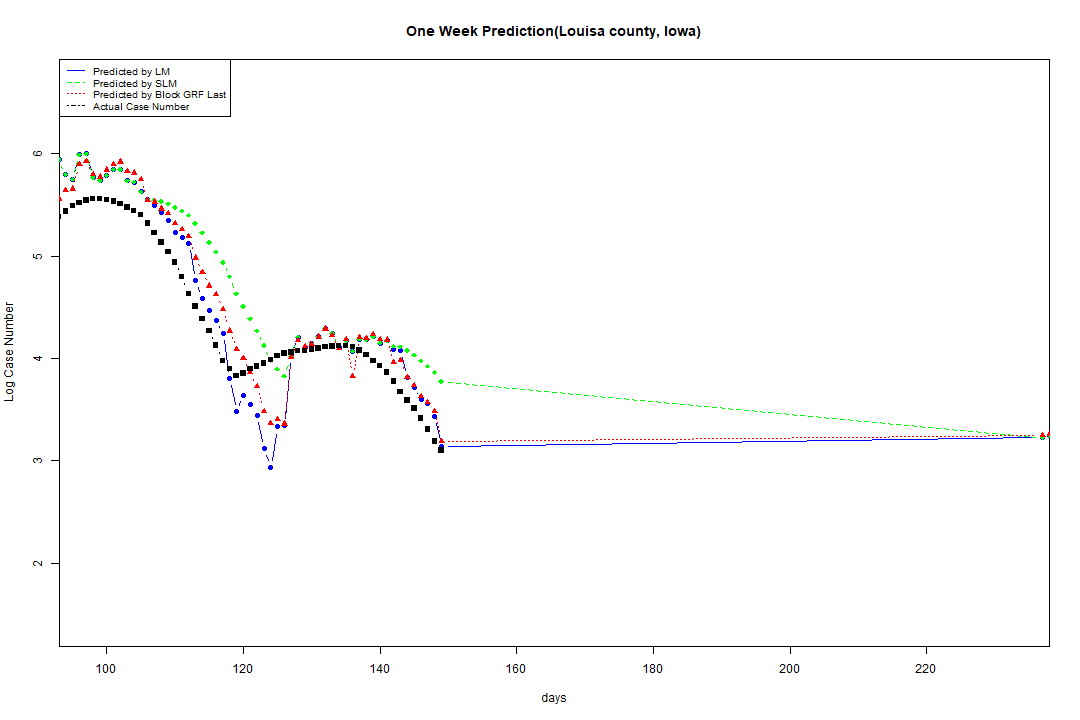 One Week Prediction(Louisa county, Iowa)
Predicted by LM
Predicted by SLM
Predicted by Block GRF Last
Actual Case Number
6
5
4
3
2
Log Case Number
100 120 140 160 180 200 220
days